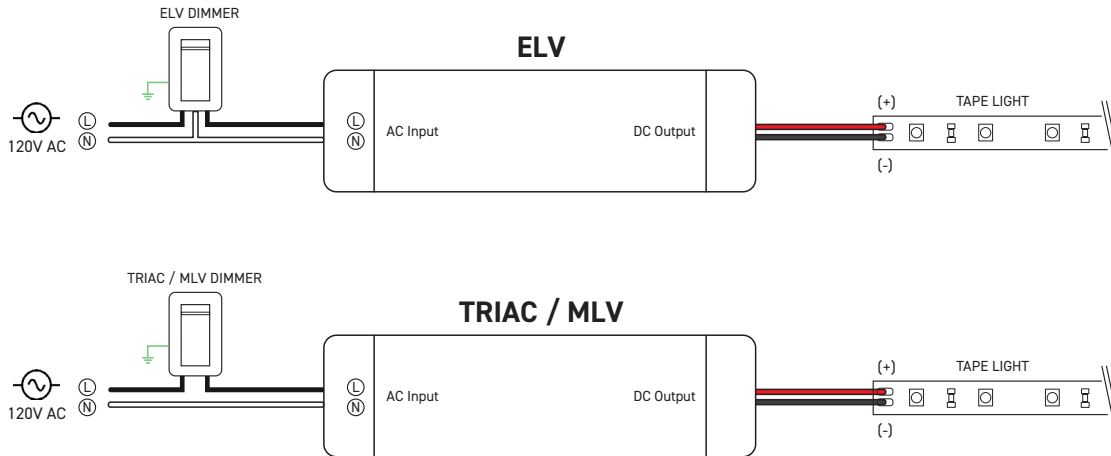 ELV DIMMER
ELV
(+)
TAPE LIGHT
L
L
AC Input
DC Output
120V AC
N
N
(-)
TRIAC / MLV DIMMER
TRIAC / MLV
(+)
TAPE LIGHT
L
L
AC Input
DC Output
120V AC
N
N
(-)